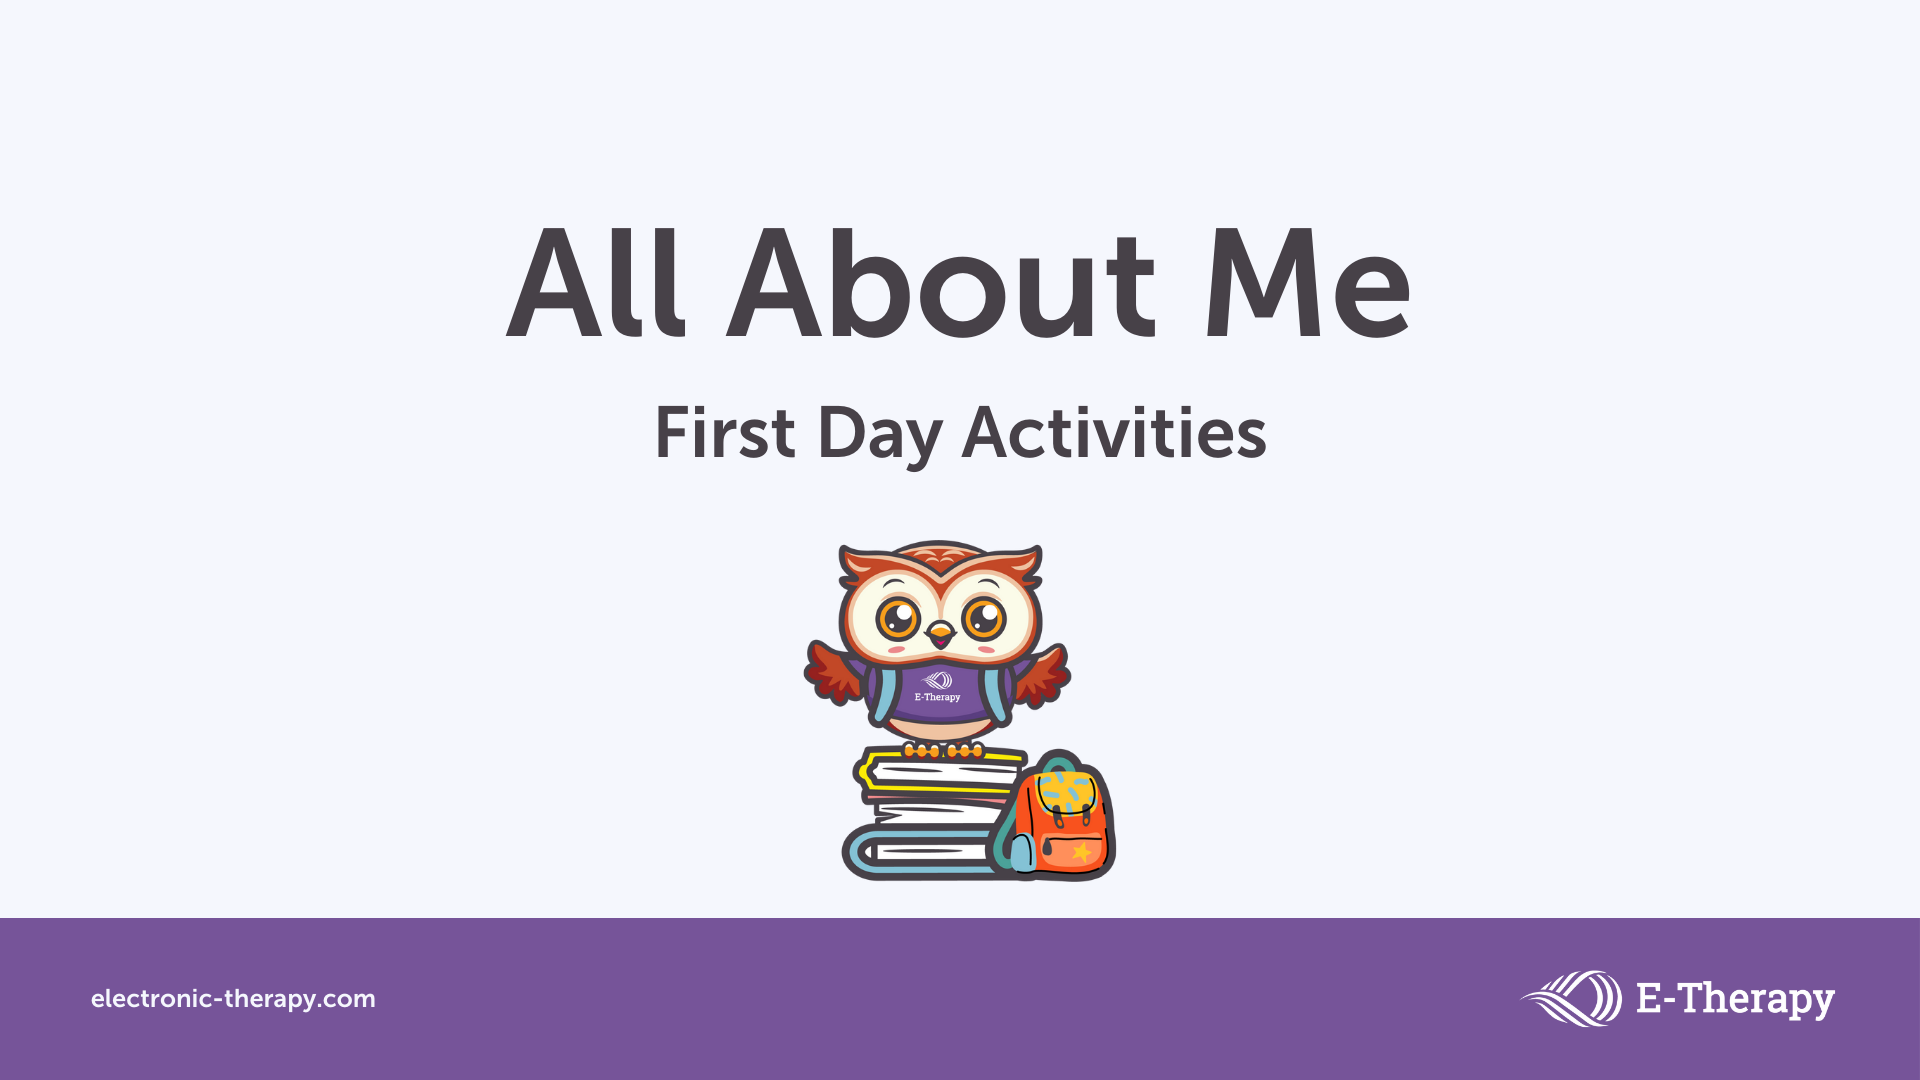 All About Me
First Day Activities
E-Therapy
electronic-therapy.com
E-Therapy